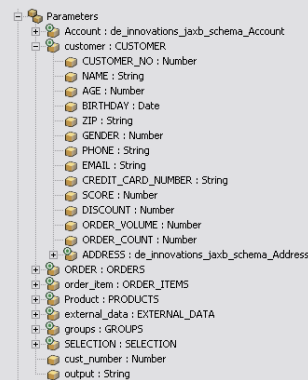 Parameters
Account : de_innovations_jaxb_schema_Account
customer : CUSTOMER
CUSTOMER_NO : Number
NAME : String
AGE : Number
BIRTHDAY : Date
ZIP : String
GENDER : Number
PHONE : String
EMAIL : String
CREDIT_CARD_NUMBER : String
SCORE : Number
DISCOUNT : Number
ORDER_VOLUME : Number
ORDER_COUNT : Number
ADDRESS : de_innovations_jaxb_schema_Address
ORDER : ORDERS
order_item : ORDER_ITEMS
Product : PRODUCTS
external_data : EXTERNAL_DATA
groups : GROUPS
SELECTION : SELECTION
cust_number : Number
output : String